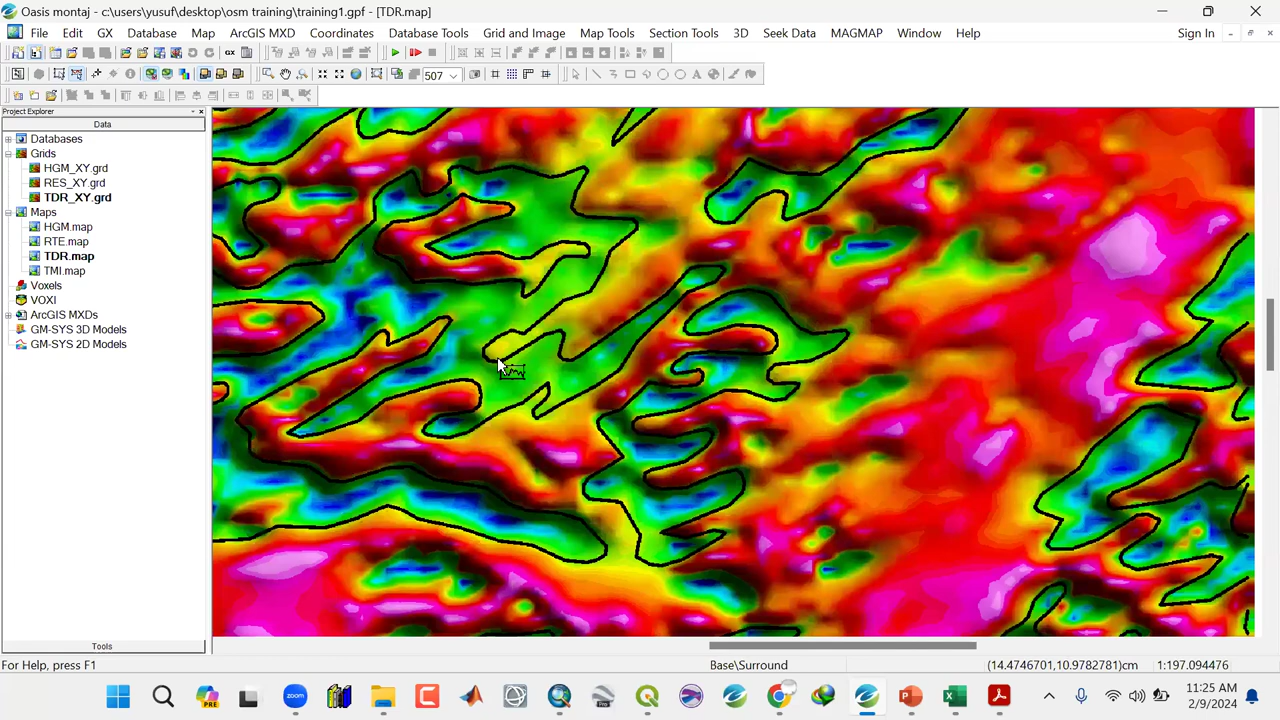 Oasis montaj - c:\users\yusuf\desktop\osm training\training1.gpf - [TDR.map]
File Edit GX Database Map ArcGIS MXD Coordinates Database Tools Grid and Image Map Tools Section Tools 3D Seek Data MAGMAP Window Help Sign In
GX
507
Project Explorer
Data
Databases
Grids
HGM_XY.grd
RES_XY.grd
TDR_XY.grd
Maps
HGM.map
RTE.map
TDR.map
TMI.map
Voxels
VOXI
ArcGIS MXDs
GM-SYS 3D Models
GM-SYS 2D Models
Tools
For Help, press F1 Base\Surround (14.4746701,10.9782781)cm 1:197.094476
PRE zoom Pro
11:25 AM
2/9/2024